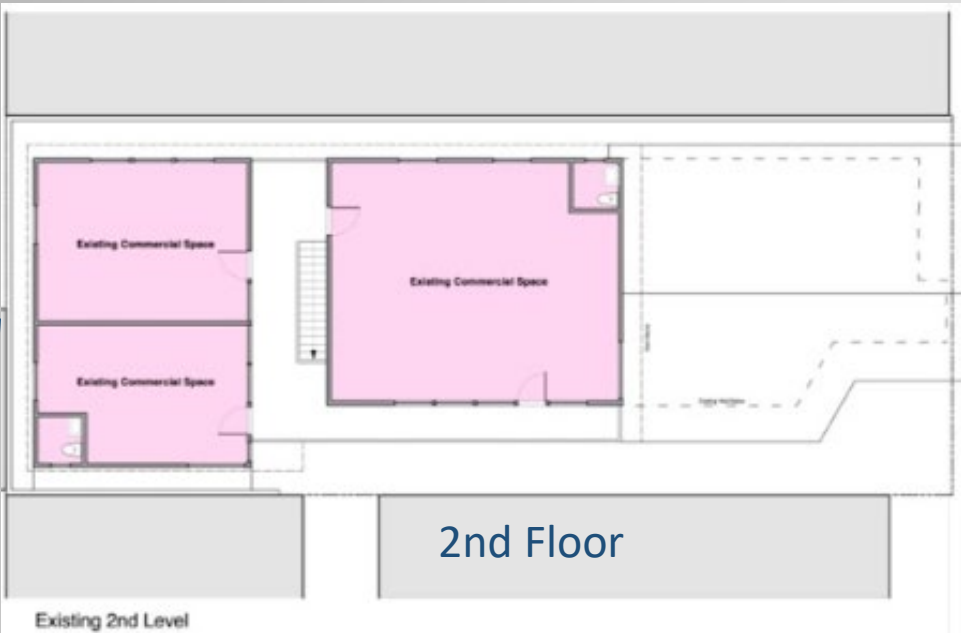 Existing Commercial Space
Existing Commercial Space
Existing Commercial Space
2nd Floor
Existing 2nd Level